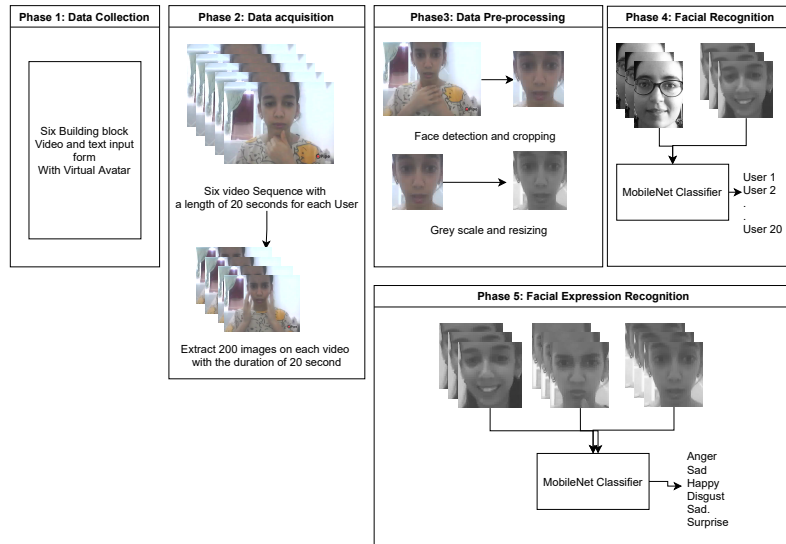 Phase 1: Data Collection
Six Building block
Video and text input
form
With Virtual Avatar
Phase 2: Data acquisition
Six video Sequence with
a length of 20 seconds for each User
Extract 200 images on each video
with the duration of 20 second
Phase3: Data Pre-processing
Face detection and cropping
Grey scale and resizing
Phase 4: Facial Recognition
MobileNet Classifier
User 1
User 2
.
.
User 20
Phase 5: Facial Expression Recognition
MobileNet Classifier
Anger
Sad
Happy
Disgust
Sad.
Surprise